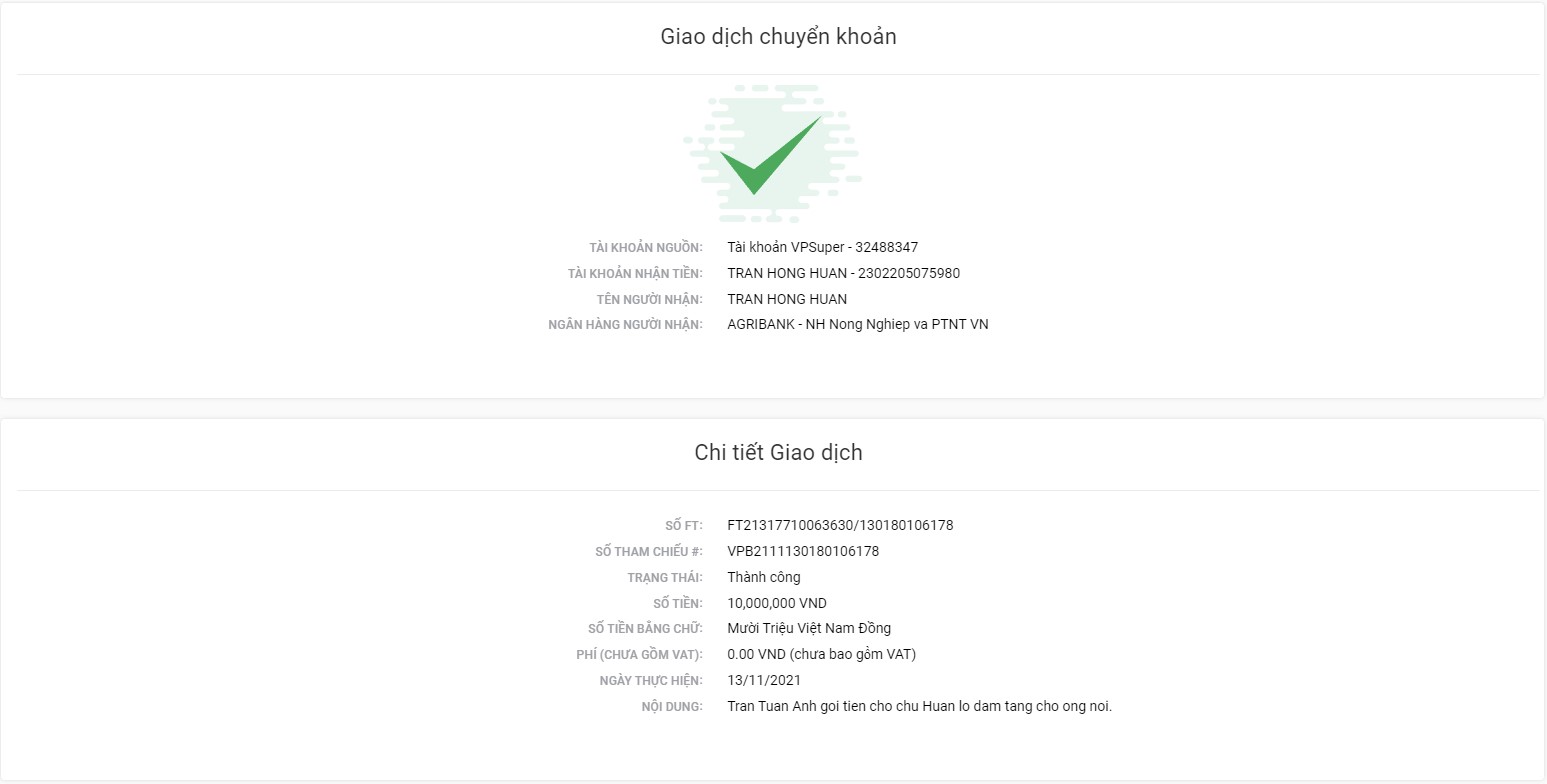 Giao dịch chuyển khoản
TÀI KHOẢN NGUỒN: Tài khoản VPSuper - 32488347
TÀI KHOẢN NHẬN TIỀN: TRAN HONG HUAN - 2302205075980
TÊN NGƯỜI NHẬN: TRAN HONG HUAN
NGÂN HÀNG NGƯỜI NHẬN: AGRIBANK - NH Nong Nghiep va PTNT VN
Chi tiết Giao dịch
SỐ FT: FT21317710063630/130180106178
SỐ THAM CHIẾU #: VPB2111130180106178
TRẠNG THÁI: Thành công
SỐ TIỀN: 10,000,000 VND
SỐ TIỀN BẰNG CHỮ: Mười Triệu Việt Nam Đồng
PHÍ (CHƯA GỒM VAT): 0.00 VND (chưa bao gồm VAT)
NGÀY THỰC HIỆN: 13/11/2021
NỘI DUNG: Tran Tuan Anh goi tien cho chu Huan lo dam tang cho ong noi.